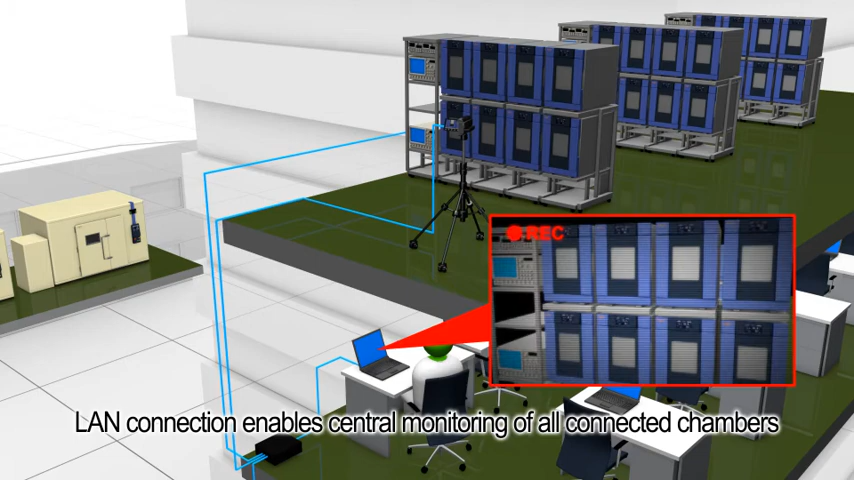 REC
LAN connection enables central monitoring of all connected chambers